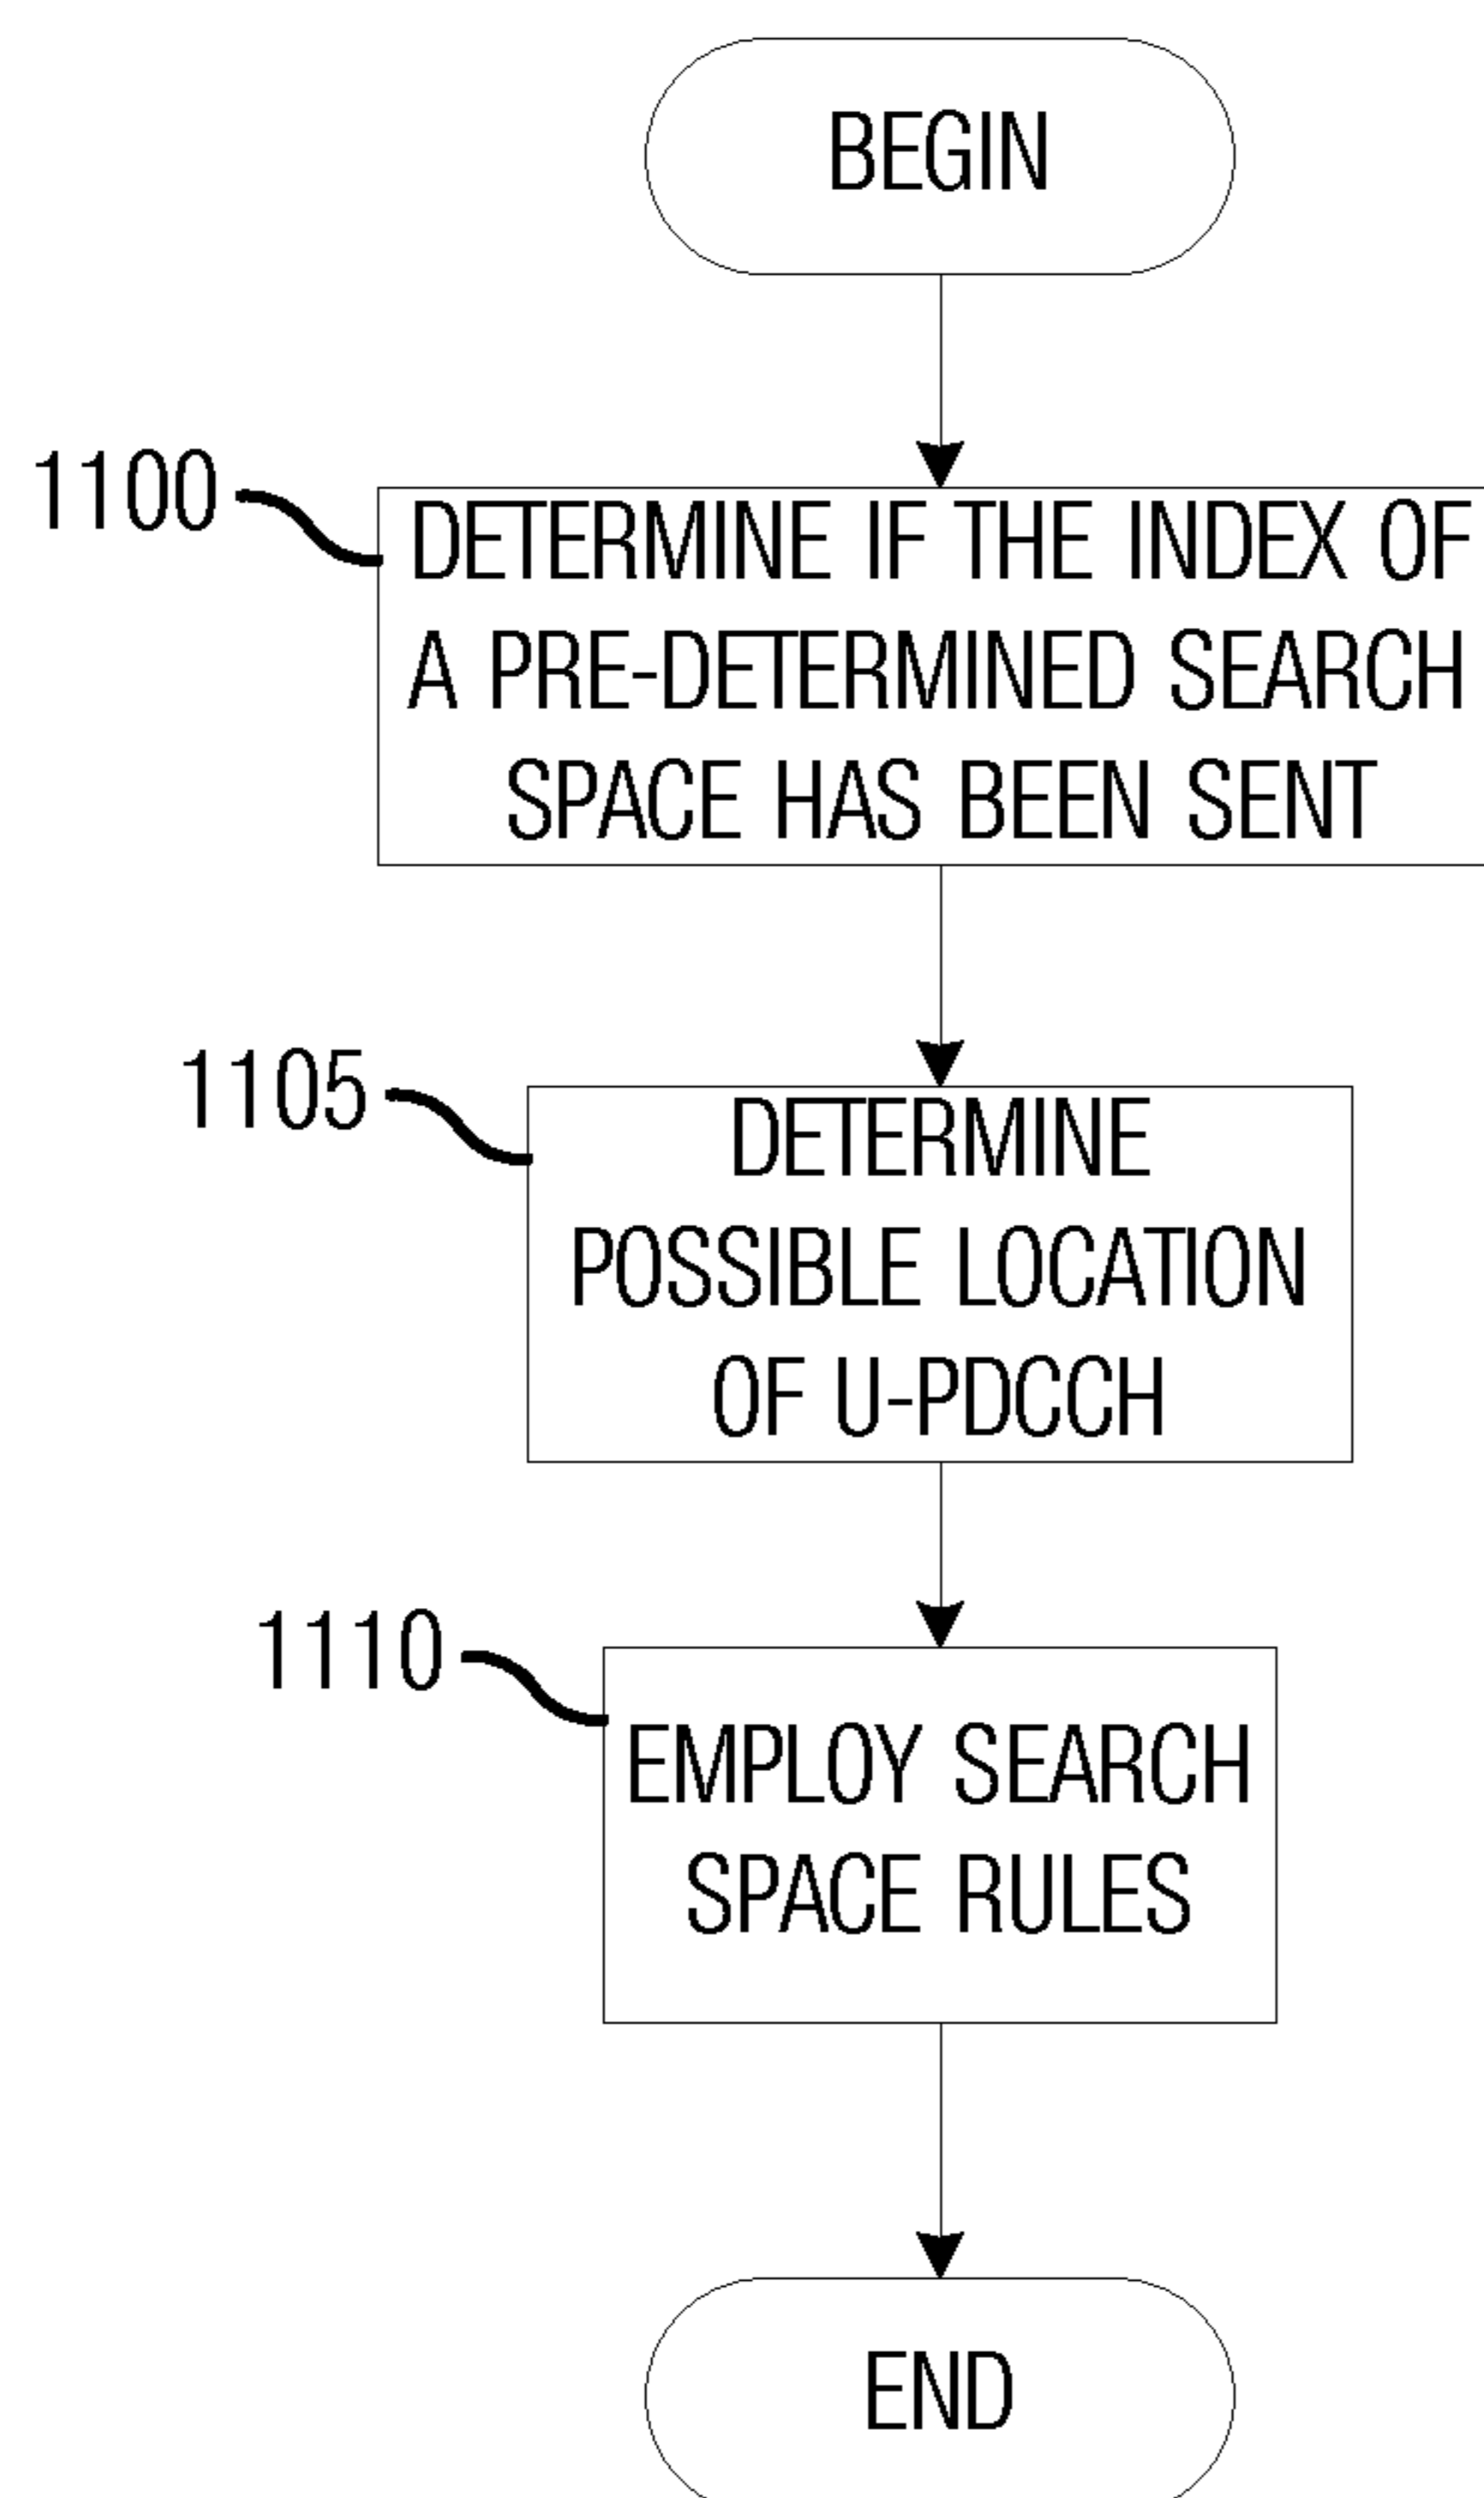 BEGIN
1100
DETERMINE IF THE INDEX OF
A PRE-DETERMINED SEARCH
SPACE HAS BEEN SENT
1105
DETERMINE
POSSIBLE LOCATION
OF U-PDCCH
1110
EMPLOY SEARCH
SPACE RULES
END